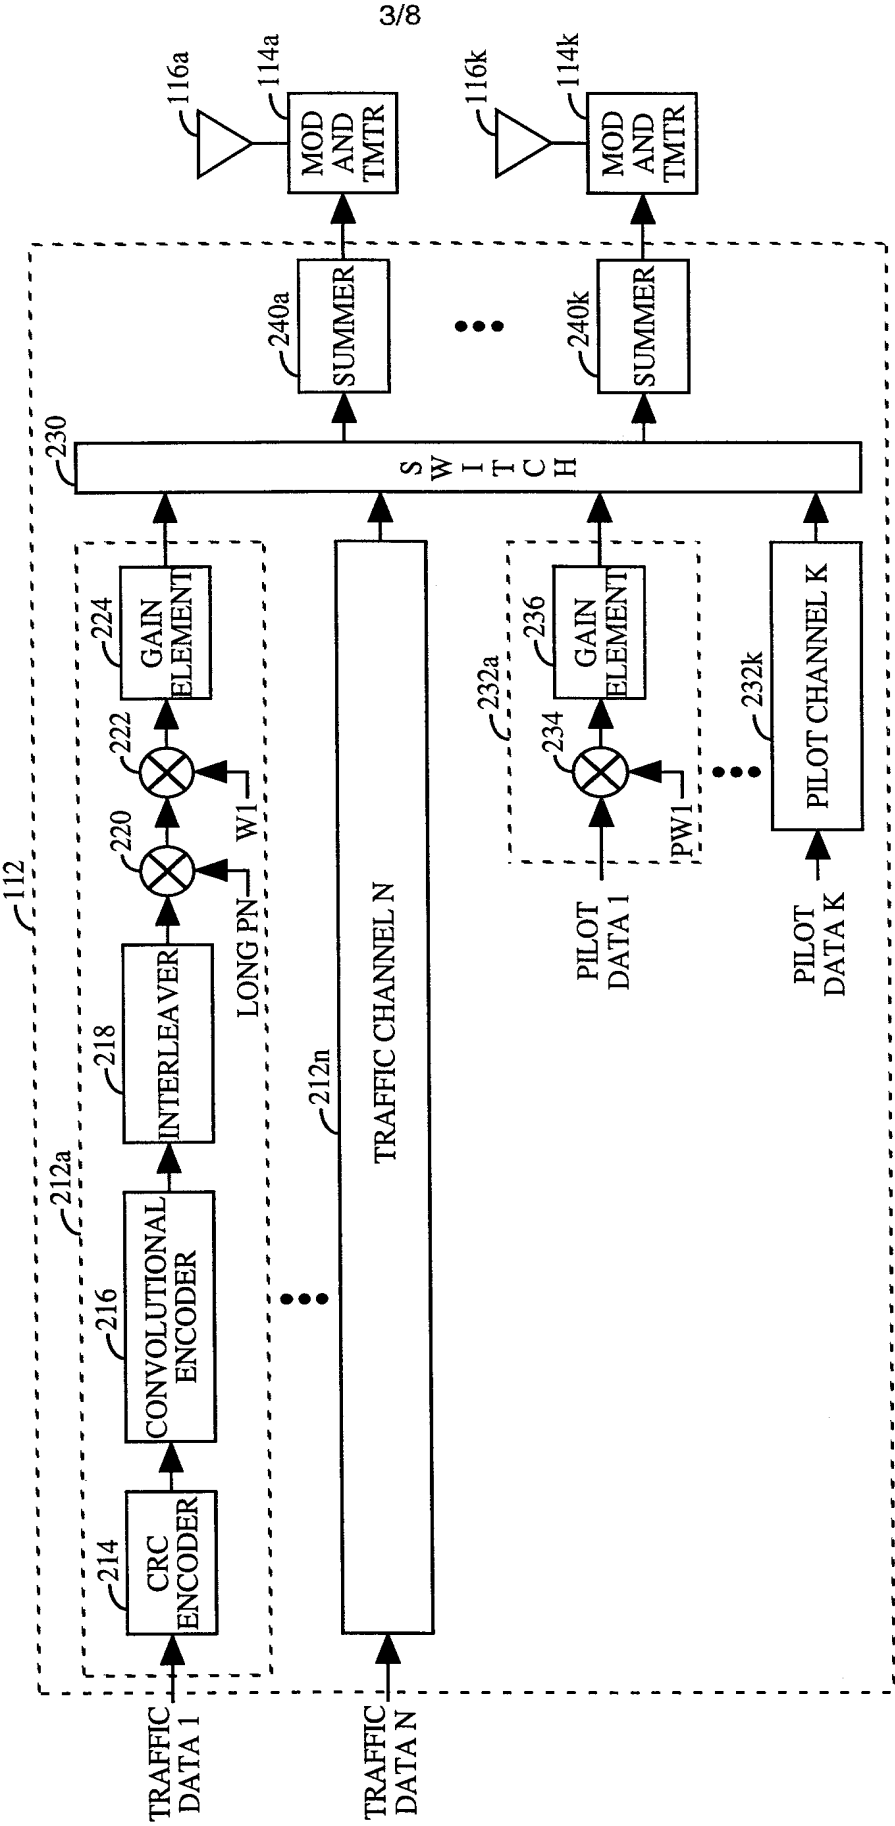 3/8
112
212a
TRAFFIC
DATA 1
214
CRC
ENCODER
216
CONVOLUTIONAL
ENCODER
218
INTERLEAVER
220
LONG PN
222
W1
224
GAIN
ELEMENT
TRAFFIC
DATA N
212n
TRAFFIC CHANNEL N
PILOT
DATA 1
232a
234
PW1
236
GAIN
ELEMENT
PILOT
DATA K
232k
PILOT CHANNEL K
230
SWITCH
240a
SUMMER
240k
SUMMER
116a
114a
MOD
AND
TMTR
116k
114k
MOD
AND
TMTR